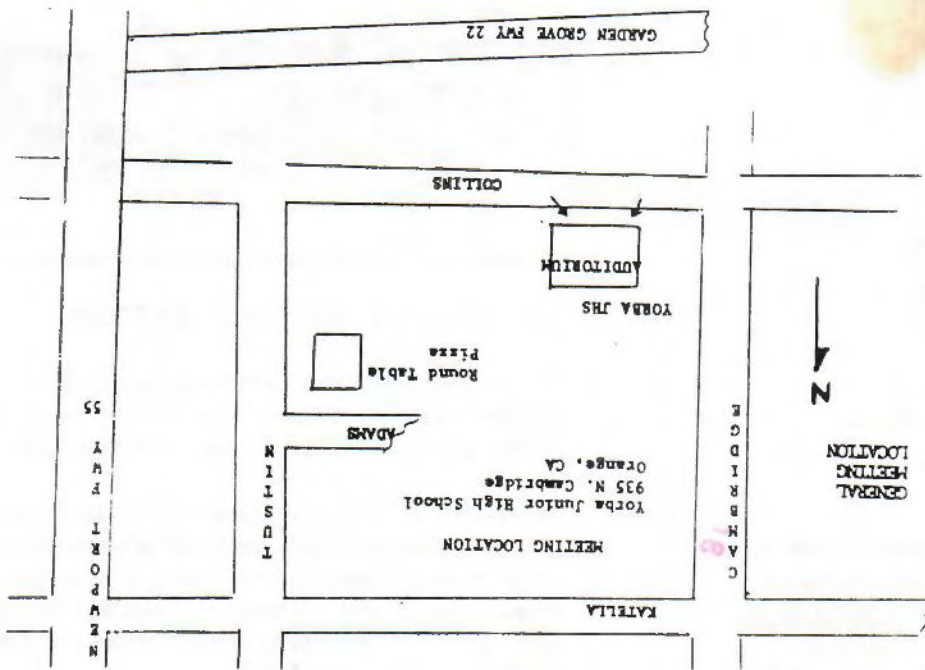 GENERAL
MEETING
LOCATION
N
CAMBRIDGE
18
KATELLA
MEETING LOCATION
Yorba Junior High School
935 N. Cambridge
Orange, CA
ADAMS
Round Table
Pizza
YORBA JHS
AUDITORIUM
COLLINS
TUSTIN
NEWPORT FWY 55
GARDEN GROVE FWY 22